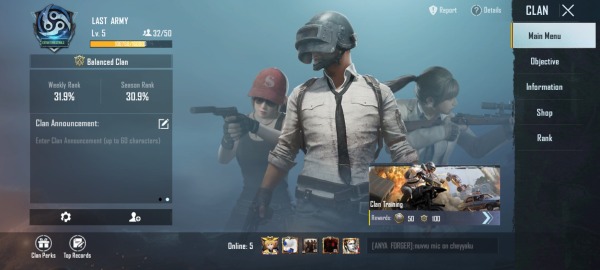 LAST ARMY
Lv. 5
32/50
Report
Details
CLAN
Main Menu
Objective
Information
Shop
Rank
Balanced Clan
Weekly Rank
Season Rank
31.9%
30.9%
Clan Announcement:
Enter Clan Announcement (up to 60 characters)
Clan Training
Rewards:
50
100
Clan Perks
Top Records
Online: 5
[ANYA FORGER]:nuvvu mic on cheyyaku